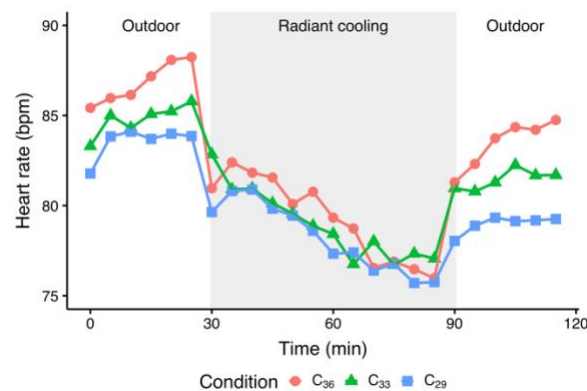 Outdoor Radiant cooling Outdoor
90
85
80
75
Heart rate (bpm)
0 30 60 90 120
Time (min)
Condition C₃₆ C₃₃ C₂₉